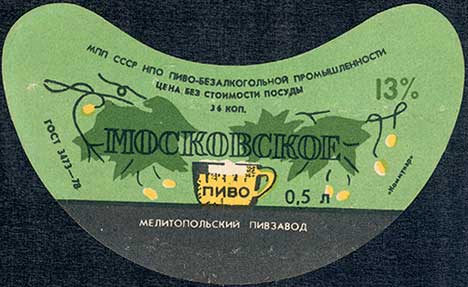 МПП СССР НПО ПИВО-БЕЗАЛКОГОЛЬНОЙ ПРОМЫШЛЕННОСТИ
ЦЕНА БЕЗ СТОИМОСТИ ПОСУДЫ
36 КОП.
13%
ГОСТ 3473-78
МОСКОВСКОЕ
ПИВО
0,5 л
МЕЛИТОПОЛЬСКИЙ ПИВЗАВОД